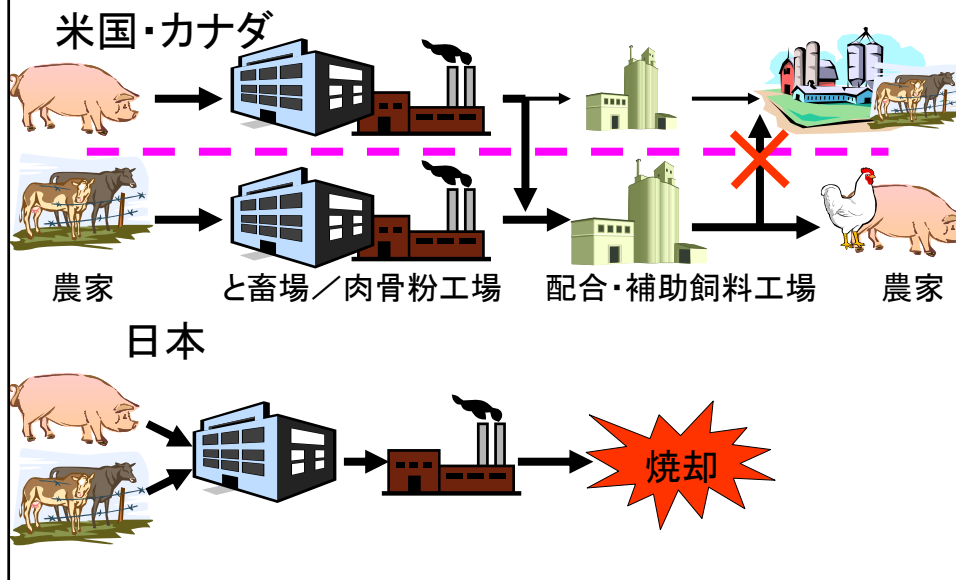 米国・カナダ
農家
と畜場／肉骨粉工場
配合・補助飼料工場
農家
日本
焼却